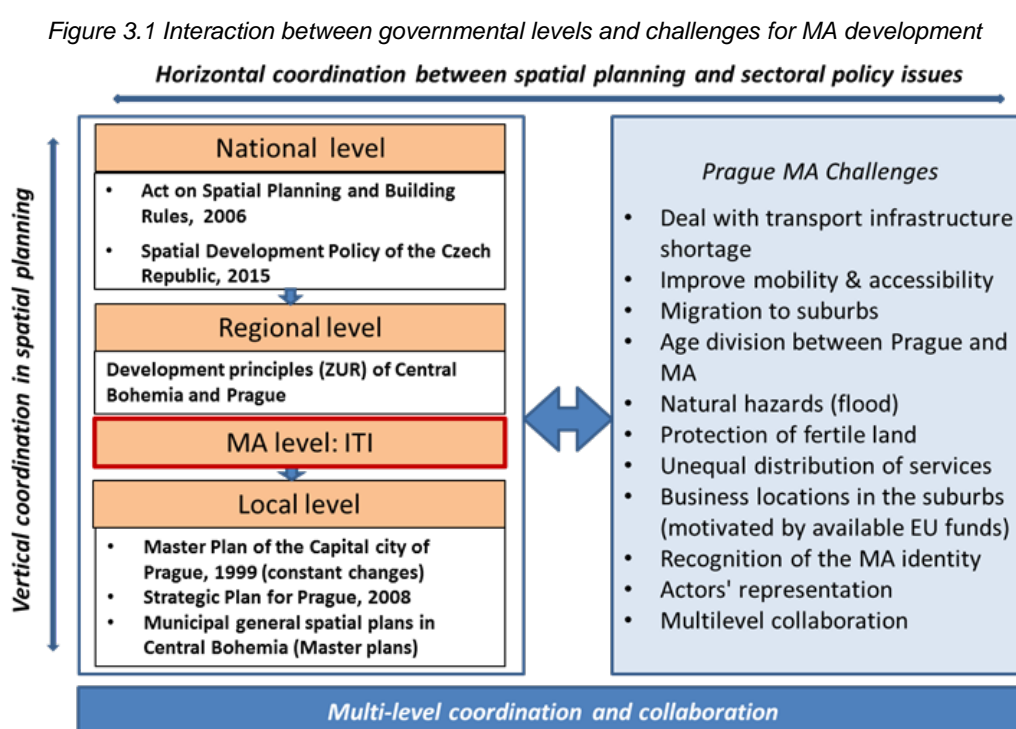 Figure 3.1 Interaction between governmental levels and challenges for MA development
Horizontal coordination between spatial planning and sectoral policy issues
Vertical coordination in spatial planning
National level
• Act on Spatial Planning and Building
Rules, 2006
• Spatial Development Policy of the Czech
Republic, 2015
Regional level
Development principles (ZUR) of Central
Bohemia and Prague
MA level: ITI
Local level
• Master Plan of the Capital city of
Prague, 1999 (constant changes)
• Strategic Plan for Prague, 2008
• Municipal general spatial plans in
Central Bohemia (Master plans)
Prague MA Challenges
• Deal with transport infrastructure
shortage
• Improve mobility & accessibility
• Migration to suburbs
• Age division between Prague and
MA
• Natural hazards (flood)
• Protection of fertile land
• Unequal distribution of services
• Business locations in the suburbs
(motivated by available EU funds)
• Recognition of the MA identity
• Actors' representation
• Multilevel collaboration
Multi-level coordination and collaboration